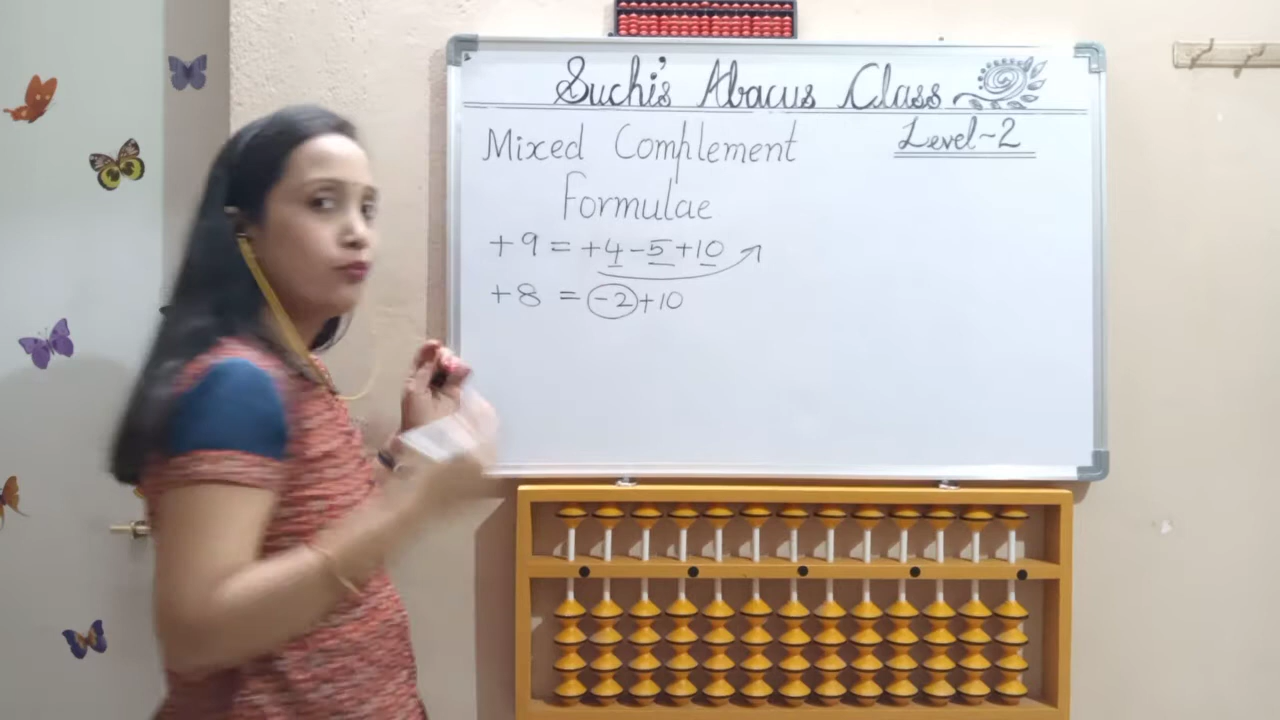 Suchi's Abacus Class
Level-2
Mixed Complement
Formulae
+9 = +4-5+10
+8 = -2+10